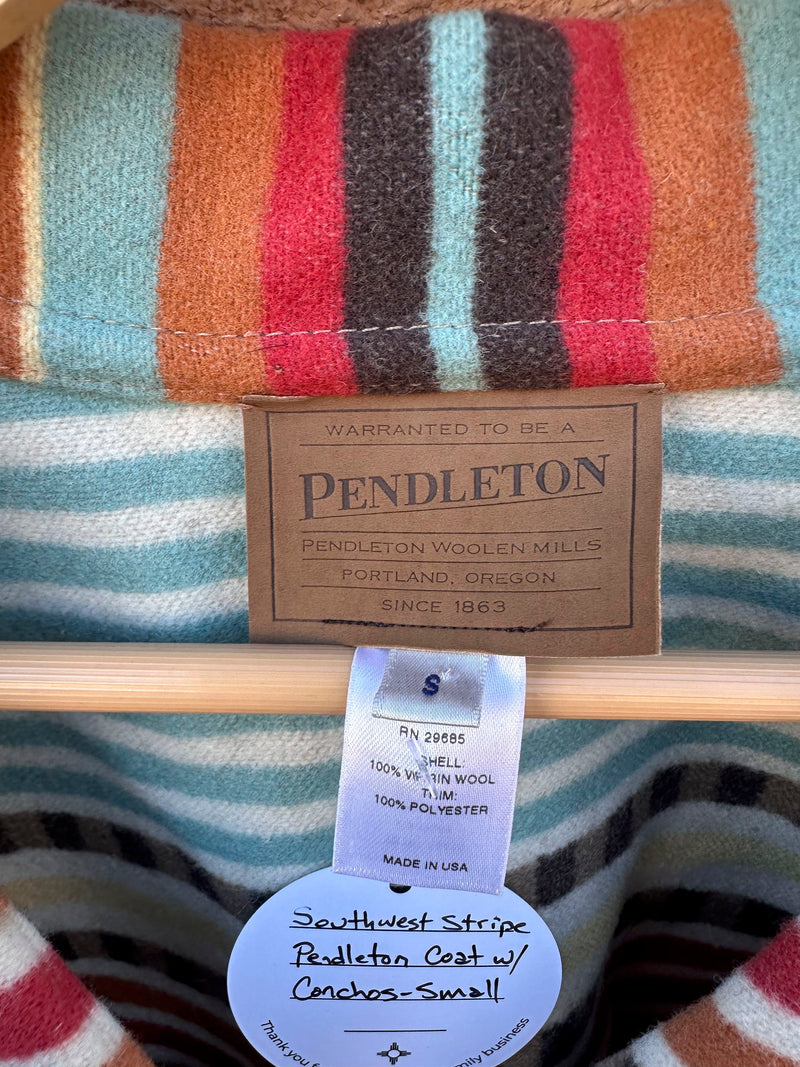 WARRANTED TO BE A
PENDLETON
PENDLETON WOOLEN MILLS
PORTLAND, OREGON
SINCE 1863
S
RN 29685
SHELL:
100% VIRGIN WOOL
TRIM:
100% POLYESTER
MADE IN USA
Southwest Stripe
Pendleton Coat w/
Conchos-Small
Thank you
business